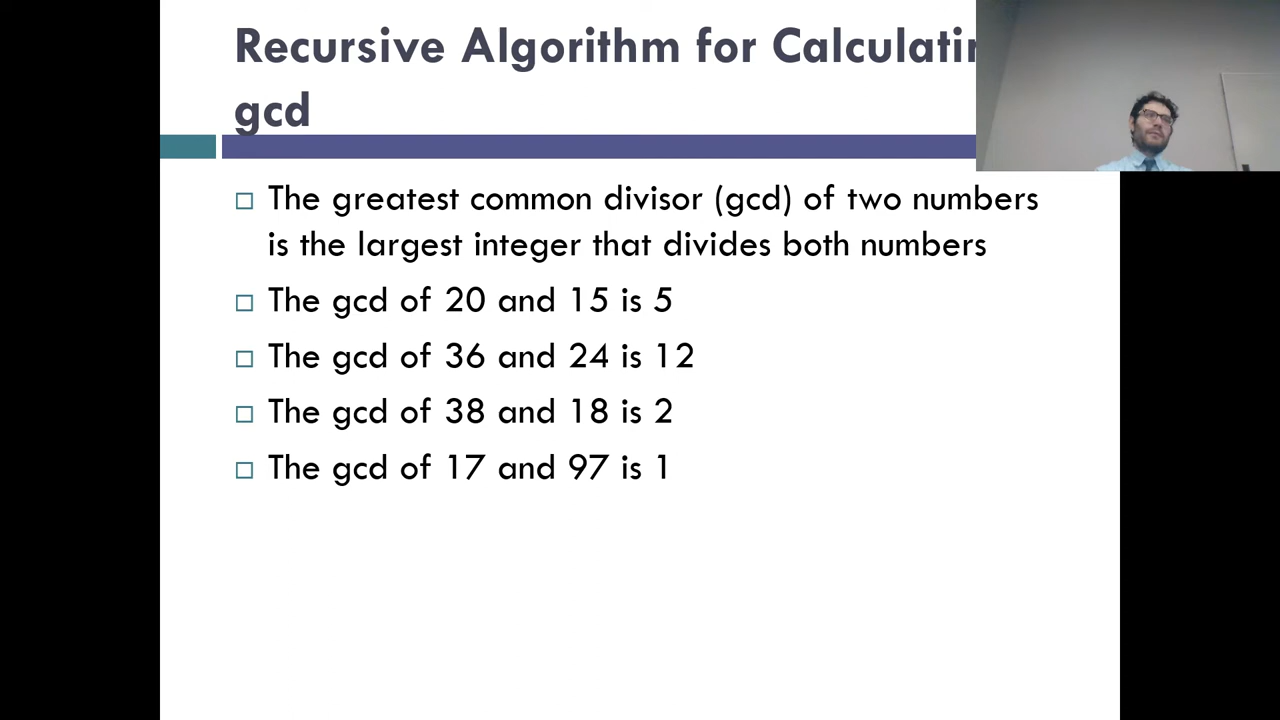 Recursive Algorithm for Calculatin
gcd
The greatest common divisor (gcd) of two numbers
is the largest integer that divides both numbers
The gcd of 20 and 15 is 5
The gcd of 36 and 24 is 12
The gcd of 38 and 18 is 2
The gcd of 17 and 97 is 1